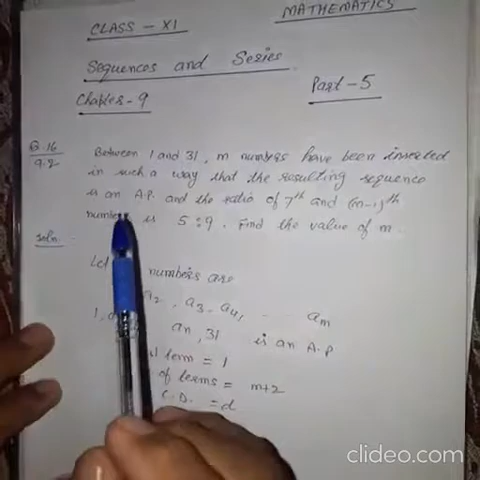 MATHEMATICS
CLASS - XI
Sequences and Series
Part-5
Chapter-9
Q.16
9.2
Between 1 and 31, m numbers have been inserted
in such a way that the resulting sequence
is an A.P. and the ratio of 7th and (m-1)th
number is 5:9. Find the value of m.
Soln
Let numbers are
a2, a3, a4, ... am
1, an, 31 is an A.P
term = 1
of terms = m+2
C.D. = d
clideo.com